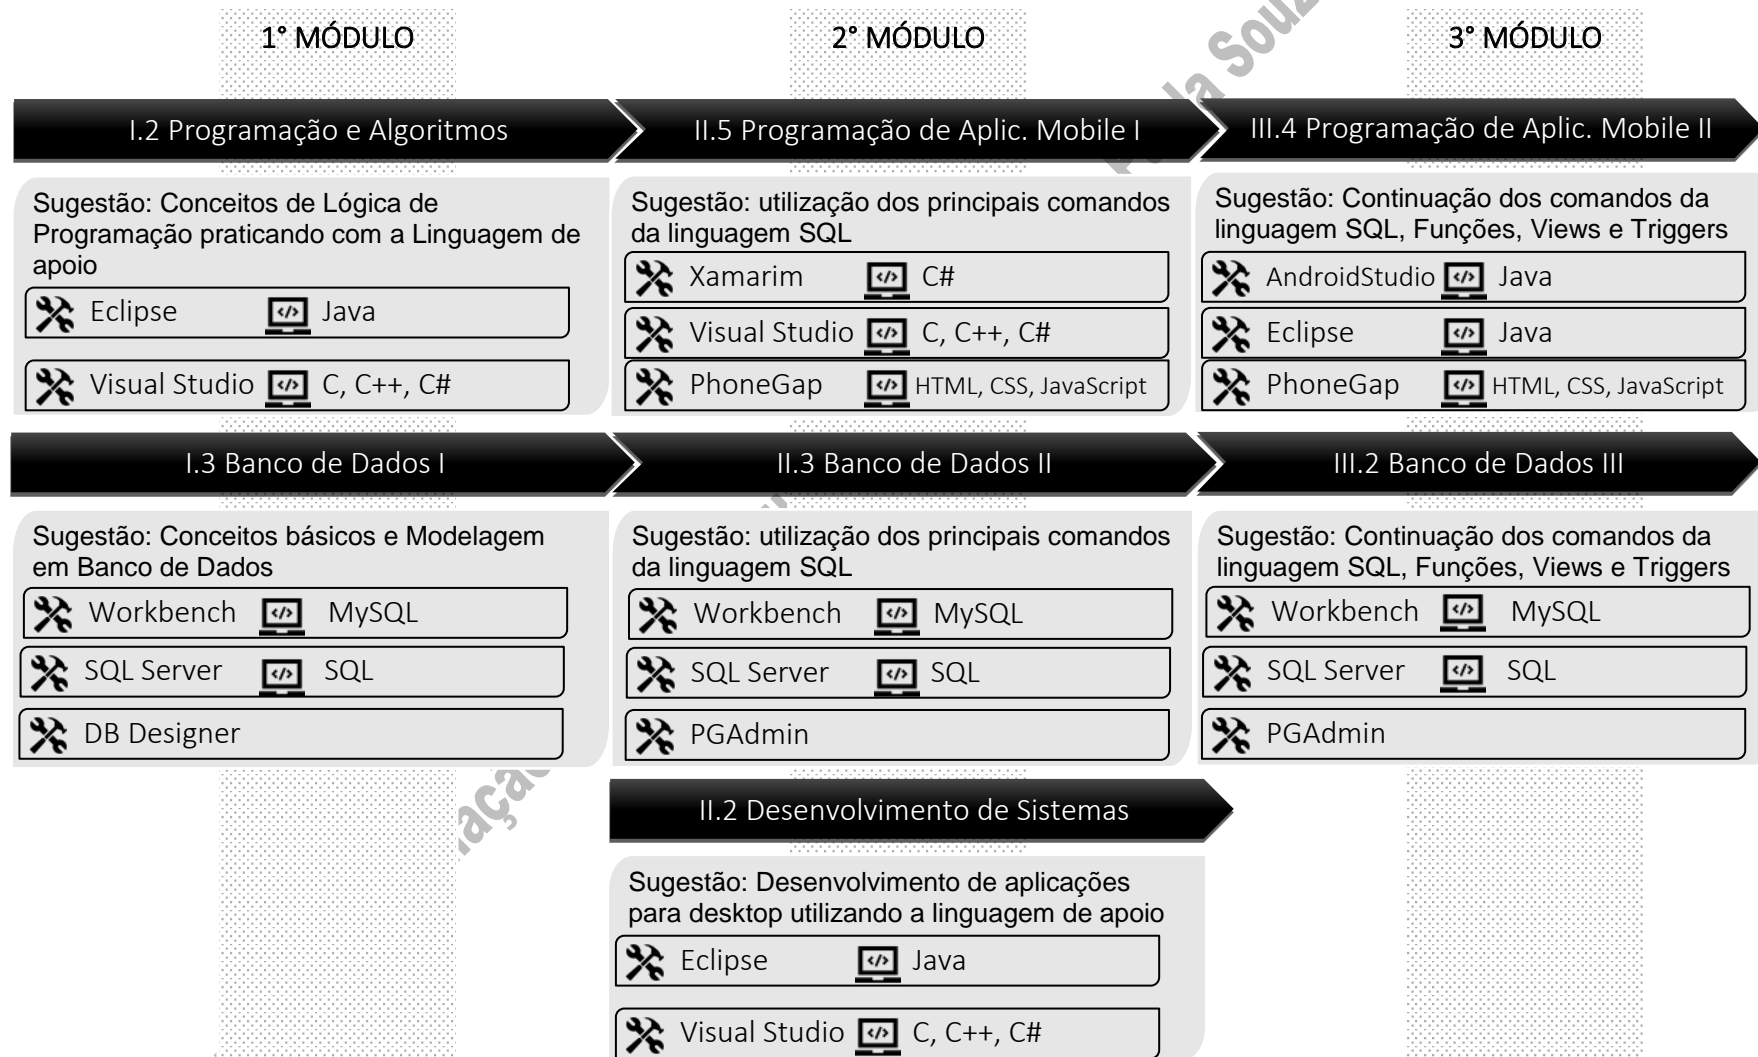 1° MÓDULO
2° MÓDULO
3° MÓDULO
I.2 Programação e Algoritmos
II.5 Programação de Aplic. Mobile I
III.4 Programação de Aplic. Mobile II
Sugestão: Conceitos de Lógica de
Programação praticando com a Linguagem de
apoio
Eclipse Java
Visual Studio C, C++, C#
Sugestão: utilização dos principais comandos
da linguagem SQL
Xamarim C#
Visual Studio C, C++, C#
PhoneGap HTML, CSS, JavaScript
Sugestão: Continuação dos comandos da
linguagem SQL, Funções, Views e Triggers
AndroidStudio Java
Eclipse Java
PhoneGap HTML, CSS, JavaScript
I.3 Banco de Dados I
II.3 Banco de Dados II
III.2 Banco de Dados III
Sugestão: Conceitos básicos e Modelagem
em Banco de Dados
Workbench MySQL
SQL Server SQL
DB Designer
Sugestão: utilização dos principais comandos
da linguagem SQL
Workbench MySQL
SQL Server SQL
PGAdmin
Sugestão: Continuação dos comandos da
linguagem SQL, Funções, Views e Triggers
Workbench MySQL
SQL Server SQL
PGAdmin
II.2 Desenvolvimento de Sistemas
Sugestão: Desenvolvimento de aplicações
para desktop utilizando a linguagem de apoio
Eclipse Java
Visual Studio C, C++, C#